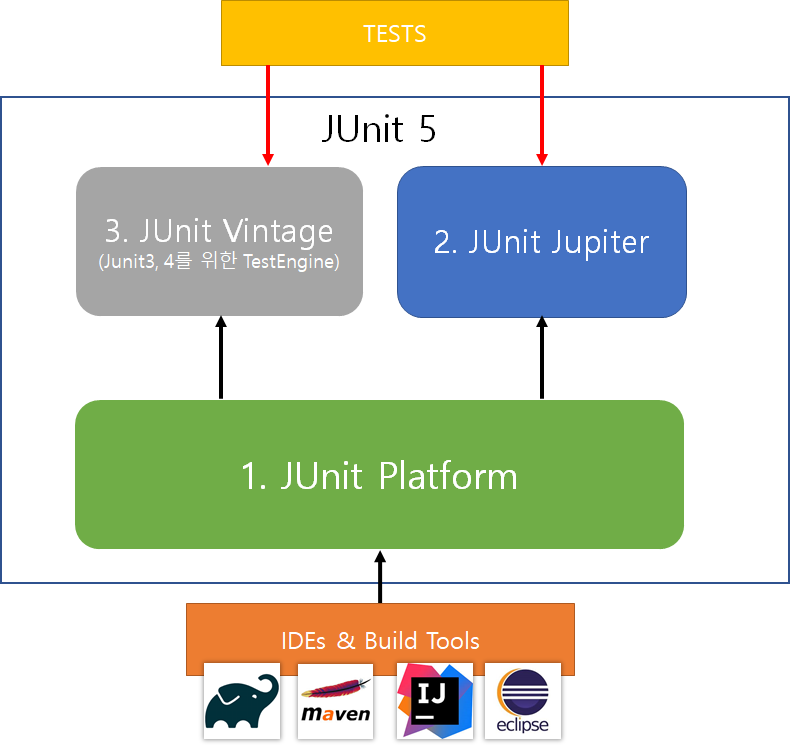 TESTS
JUnit 5
3. JUnit Vintage
(Junit3, 4를 위한 TestEngine)
2. JUnit Jupiter
1. JUnit Platform
IDEs & Build Tools
maven
IJ
eclipse